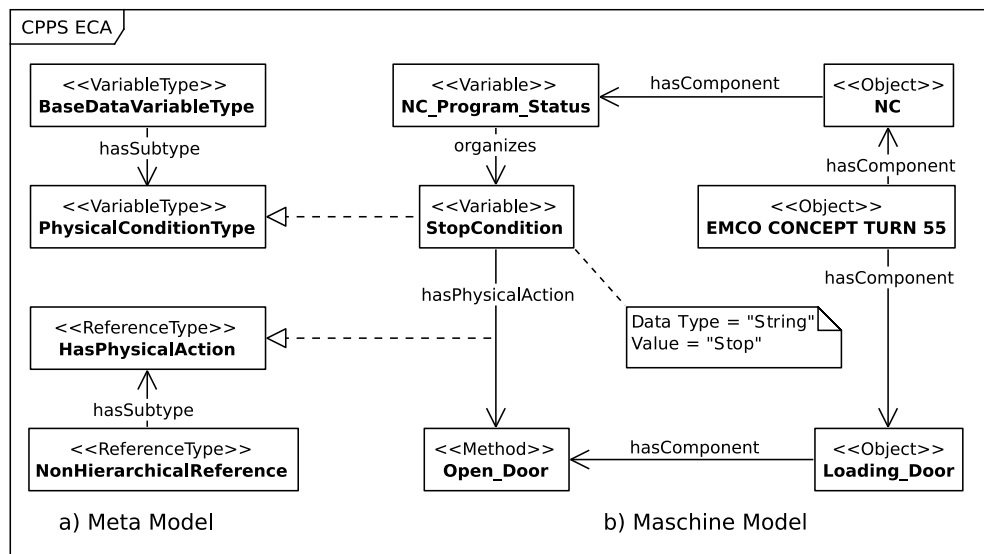 CPPS ECA
<<VariableType>>
BaseDataVariableType
hasSubtype
<<VariableType>>
PhysicalConditionType
<<ReferenceType>>
HasPhysicalAction
hasSubtype
<<ReferenceType>>
NonHierarchicalReference
a) Meta Model
<<Variable>>
NC_Program_Status
hasComponent
<<Object>>
NC
organizes
hasComponent
<<Variable>>
StopCondition
<<Object>>
EMCO CONCEPT TURN 55
hasPhysicalAction
hasComponent
Data Type = "String"
Value = "Stop"
<<Method>>
Open_Door
hasComponent
<<Object>>
Loading_Door
b) Maschine Model